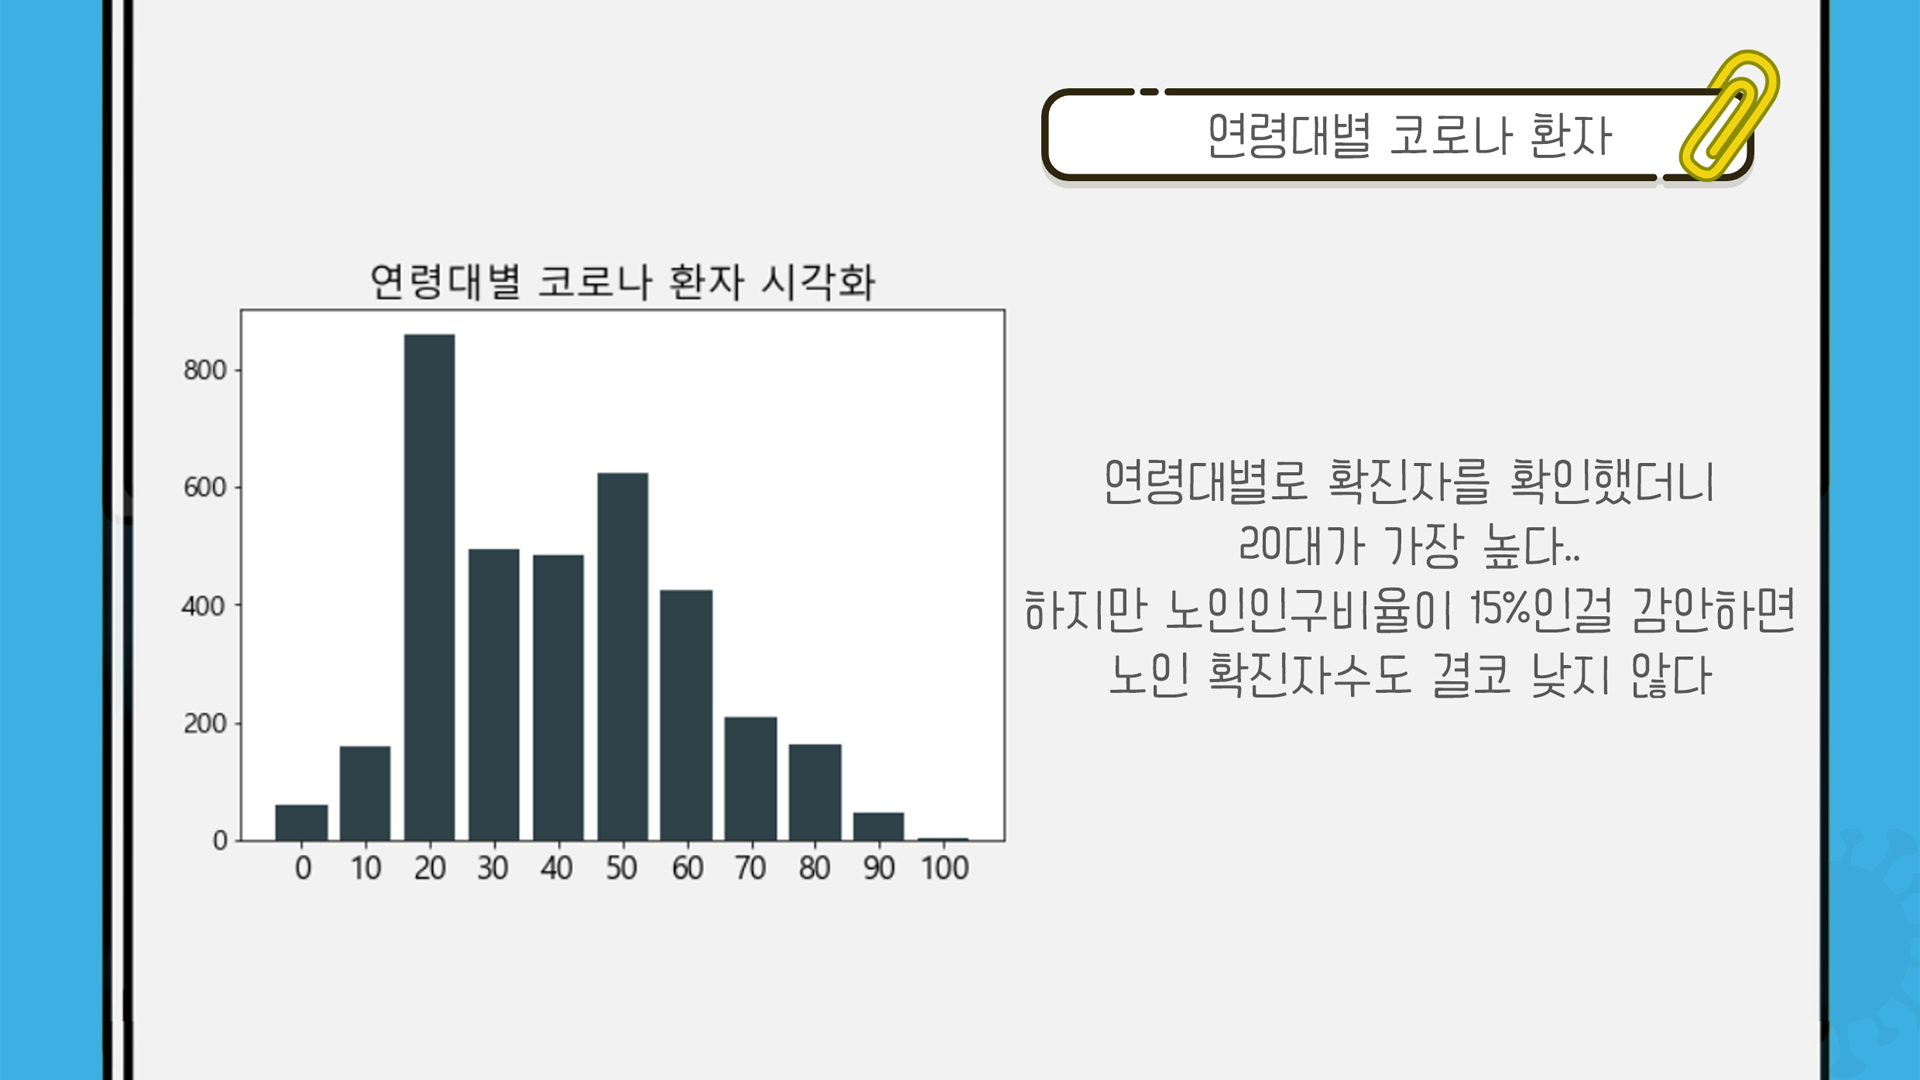 연령대별 코로나 환자
연령대별 코로나 환자 시각화
800
600
400
200
0
0 10 20 30 40 50 60 70 80 90 100
연령대별로 확진자를 확인했더니
20대가 가장 높다..
하지만 노인인구비율이 15%인걸 감안하면
노인 확진자수도 결코 낮지 않다